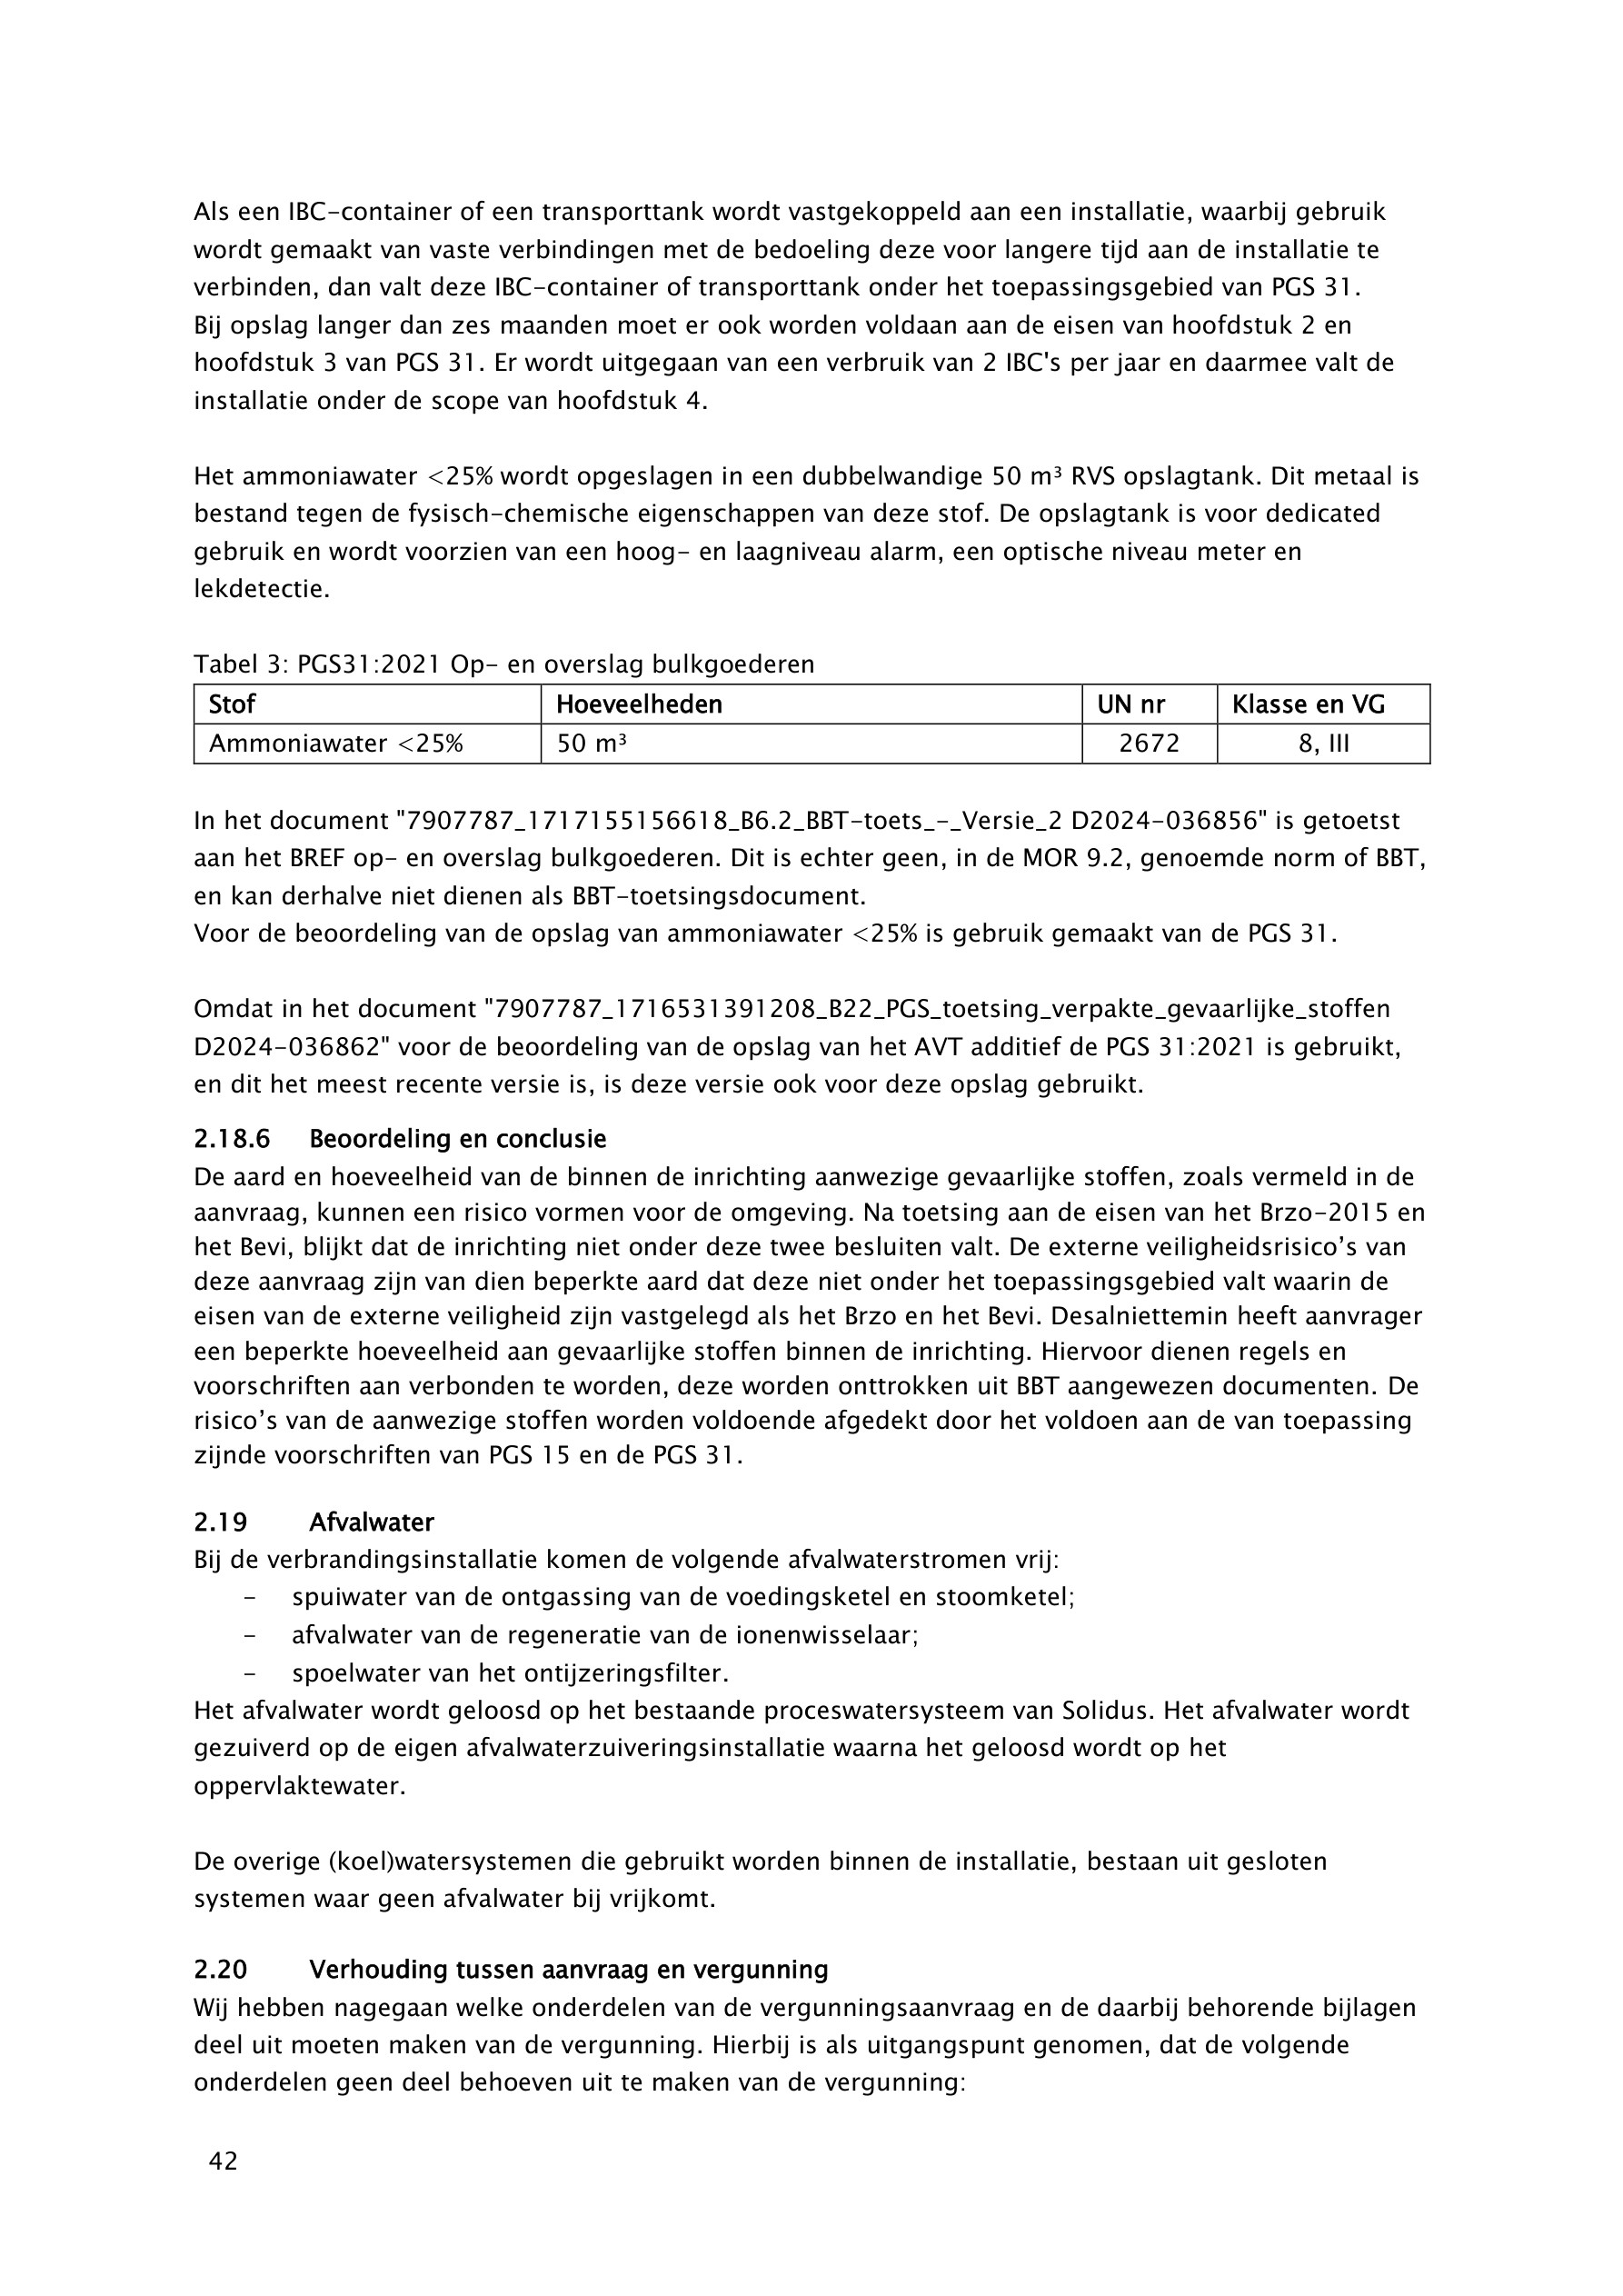 Als een IBC-container of een transporttank wordt vastgekoppeld aan een installatie, waarbij gebruik
wordt gemaakt van vaste verbindingen met de bedoeling deze voor langere tijd aan de installatie te
verbinden, dan valt deze IBC-container of transporttank onder het toepassingsgebied van PGS 31.
Bij opslag langer dan zes maanden moet er ook worden voldaan aan de eisen van hoofdstuk 2 en
hoofdstuk 3 van PGS 31. Er wordt uitgegaan van een verbruik van 2 IBC's per jaar en daarmee valt de
installatie onder de scope van hoofdstuk 4.
Het ammoniawater <25% wordt opgeslagen in een dubbelwandige 50 m³ RVS opslagtank. Dit metaal is
bestand tegen de fysisch-chemische eigenschappen van deze stof. De opslagtank is voor dedicated
gebruik en wordt voorzien van een hoog- en laagniveau alarm, een optische niveau meter en
lekdetectie.
Tabel 3: PGS31:2021 Op- en overslag bulkgoederen
Stof Hoeveelheden UN nr Klasse en VG
Ammoniawater <25% 50 m³ 2672 8, III
In het document "7907787_1717155156618_B6.2_BBT-toets_-_Versie_2 D2024-036856" is getoetst
aan het BREF op- en overslag bulkgoederen. Dit is echter geen, in de MOR 9.2, genoemde norm of BBT,
en kan derhalve niet dienen als BBT-toetsingsdocument.
Voor de beoordeling van de opslag van ammoniawater <25% is gebruik gemaakt van de PGS 31.
Omdat in het document "7907787_1716531391208_B22_PGS_toetsing_verpakte_gevaarlijke_stoffen
D2024-036862" voor de beoordeling van de opslag van het AVT additief de PGS 31:2021 is gebruikt,
en dit het meest recente versie is, is deze versie ook voor deze opslag gebruikt.
2.18.6 Beoordeling en conclusie
De aard en hoeveelheid van de binnen de inrichting aanwezige gevaarlijke stoffen, zoals vermeld in de
aanvraag, kunnen een risico vormen voor de omgeving. Na toetsing aan de eisen van het Brzo-2015 en
het Bevi, blijkt dat de inrichting niet onder deze twee besluiten valt. De externe veiligheidsrisico’s van
deze aanvraag zijn van dien beperkte aard dat deze niet onder het toepassingsgebied valt waarin de
eisen van de externe veiligheid zijn vastgelegd als het Brzo en het Bevi. Desalniettemin heeft aanvrager
een beperkte hoeveelheid aan gevaarlijke stoffen binnen de inrichting. Hiervoor dienen regels en
voorschriften aan verbonden te worden, deze worden onttrokken uit BBT aangewezen documenten. De
risico’s van de aanwezige stoffen worden voldoende afgedekt door het voldoen aan de van toepassing
zijnde voorschriften van PGS 15 en de PGS 31.
2.19 Afvalwater
Bij de verbrandingsinstallatie komen de volgende afvalwaterstromen vrij:
- spuiwater van de ontgassing van de voedingsketel en stoomketel;
- afvalwater van de regeneratie van de ionenwisselaar;
- spoelwater van het ontijzeringsfilter.
Het afvalwater wordt geloosd op het bestaande proceswatersysteem van Solidus. Het afvalwater wordt
gezuiverd op de eigen afvalwaterzuiveringsinstallatie waarna het geloosd wordt op het
oppervlaktewater.
De overige (koel)watersystemen die gebruikt worden binnen de installatie, bestaan uit gesloten
systemen waar geen afvalwater bij vrijkomt.
2.20 Verhouding tussen aanvraag en vergunning
Wij hebben nagegaan welke onderdelen van de vergunningsaanvraag en de daarbij behorende bijlagen
deel uit moeten maken van de vergunning. Hierbij is als uitgangspunt genomen, dat de volgende
onderdelen geen deel behoeven uit te maken van de vergunning:
42